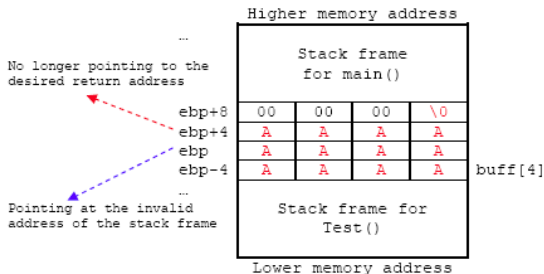 Higher memory address
…
Stack frame
for main()
No longer pointing to the
desired return address
ebp+8 00 00 00 \0
ebp+4 A A A A
ebp A A A A
ebp-4 A A A A buff[4]
…
Pointing at the invalid
address of the stack frame
Stack frame for
Test()
Lower memory address